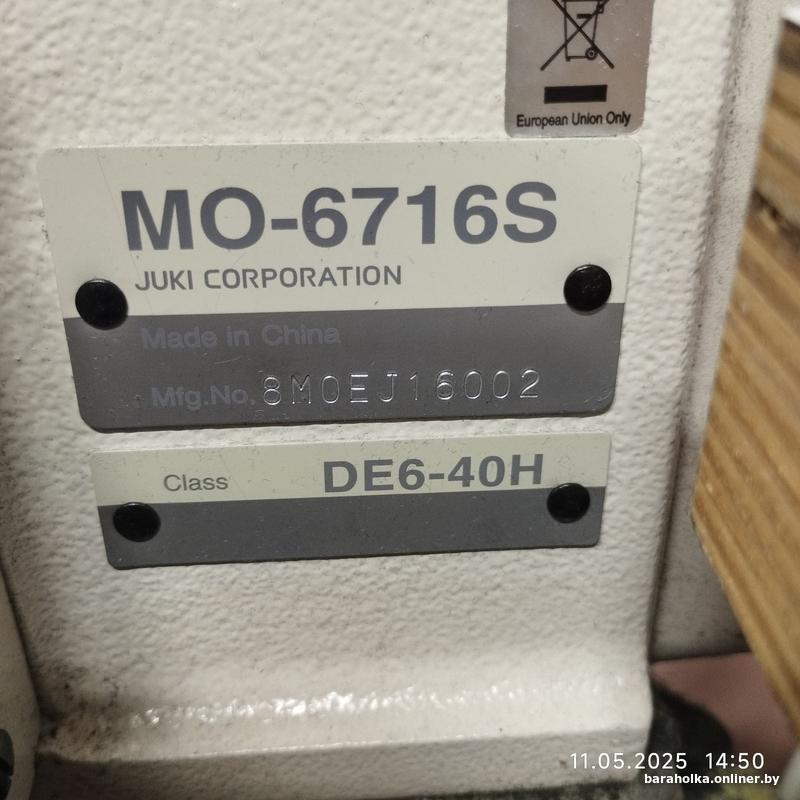 European Union Only
MO-6716S
JUKI CORPORATION
Made in China
Mfg.No. 8M0EJ16002
Class DE6-40H
11.05.2025 14:50
baraholka.onliner.by